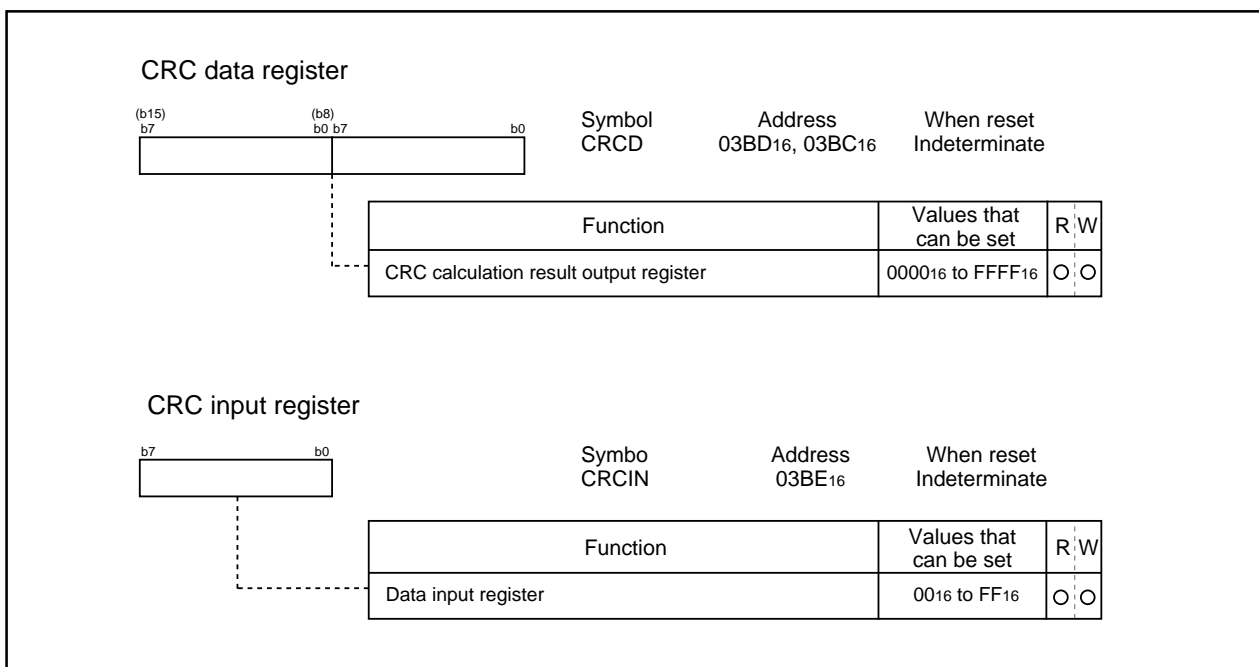 CRC data register
(b15) (b8)
b7 b0 b7 b0
Symbol Address When reset
CRCD 03BD16, 03BC16 Indeterminate
Function Values that can be set R W
CRC calculation result output register 000016 to FFFF16 O O
CRC input register
b7 b0
Symbo Address When reset
CRCIN 03BE16 Indeterminate
Function Values that can be set R W
Data input register 0016 to FF16 O O